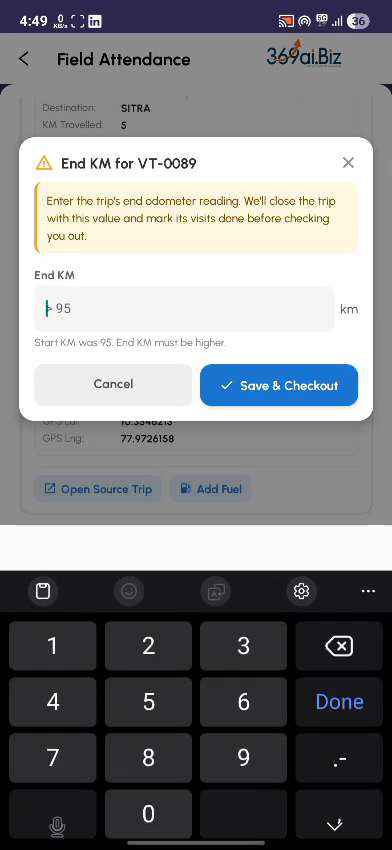 4:49 0 KB/s 5G 36
Field Attendance 369ai.Biz
Destination: SITRA
KM Travelled: 5
End KM for VT-0089
Enter the trip's end odometer reading. We'll close the trip
with this value and mark its visits done before checking
you out.
End KM
> 95 km
Start KM was 95. End KM must be higher.
Cancel Save & Checkout
GPS Lat: 10.3548213
GPS Lng: 77.9726158
Open Source Trip Add Fuel
1 2 3
4 5 6 Done
7 8 9 .-
0